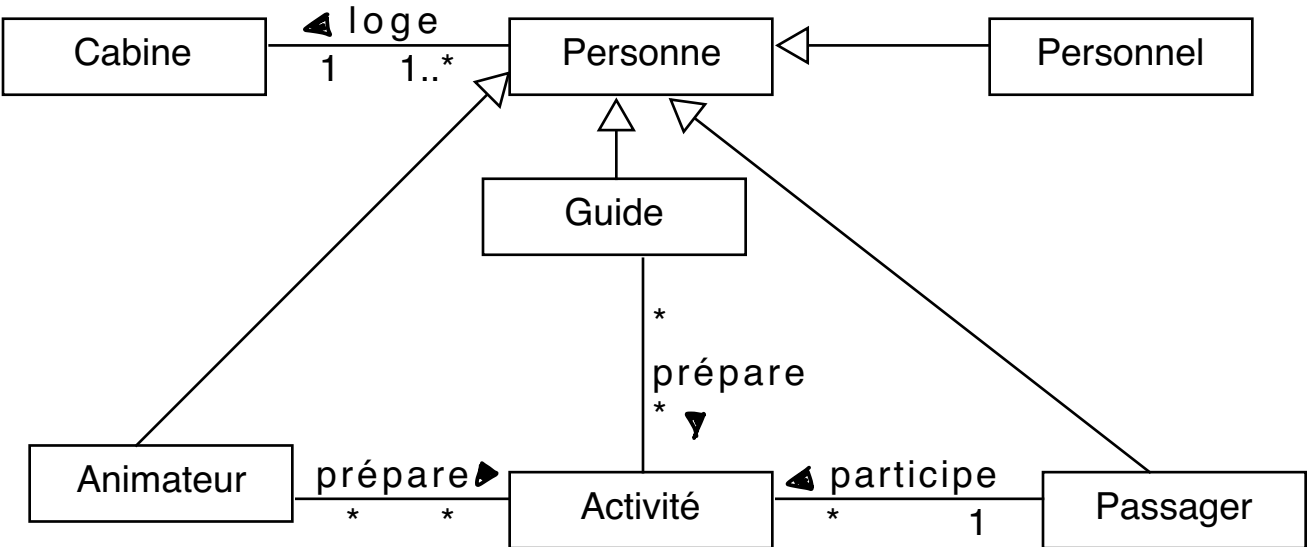 loge
Cabine
Personne
Personnel
1
1..*
Guide
*
prépare
*
Animateur
prépare
*
*
Activité
participe
*
1
Passager